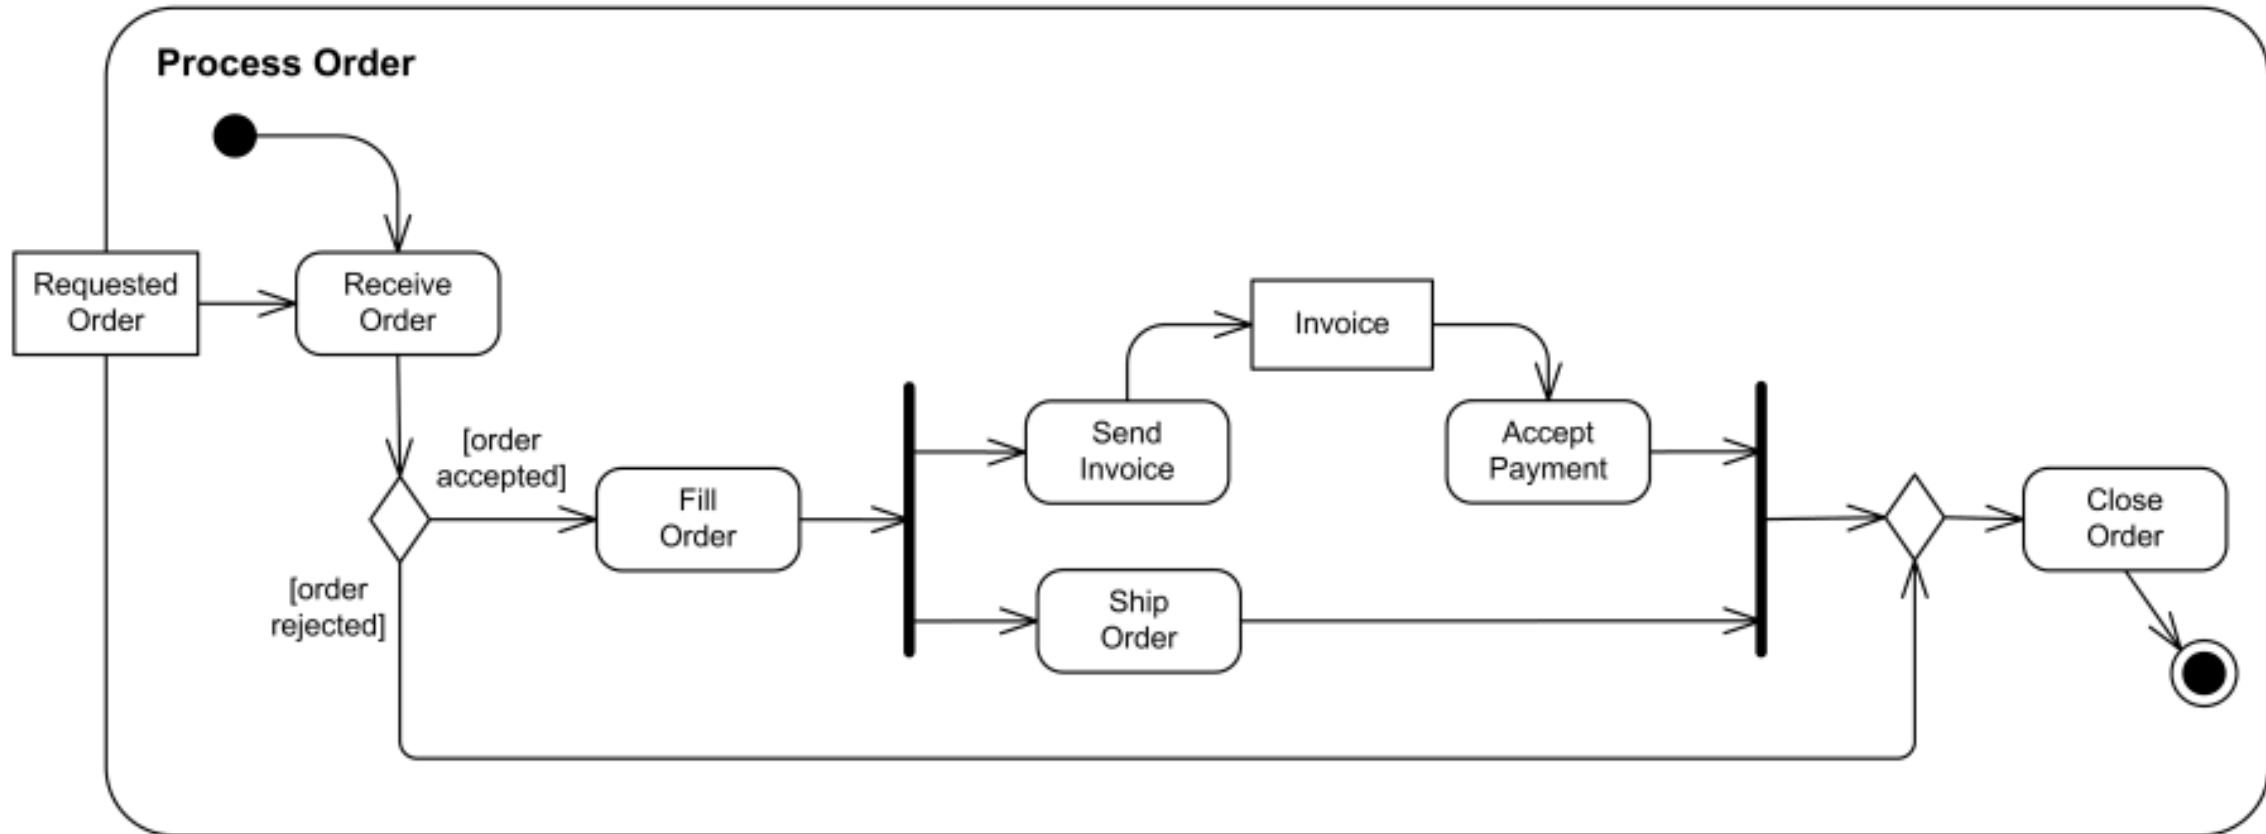 Process Order
Requested
Order
Receive
Order
[order
accepted]
[order
rejected]
Fill
Order
Send
Invoice
Invoice
Accept
Payment
Ship
Order
Close
Order